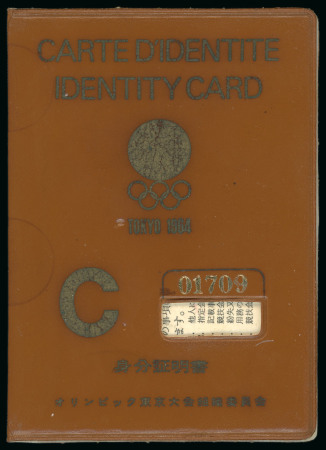 CARTE D'IDENTITE
IDENTITY CARD
TOKYO 1964
C
01709
身分証明書
オリンピック東京大会組織委員会